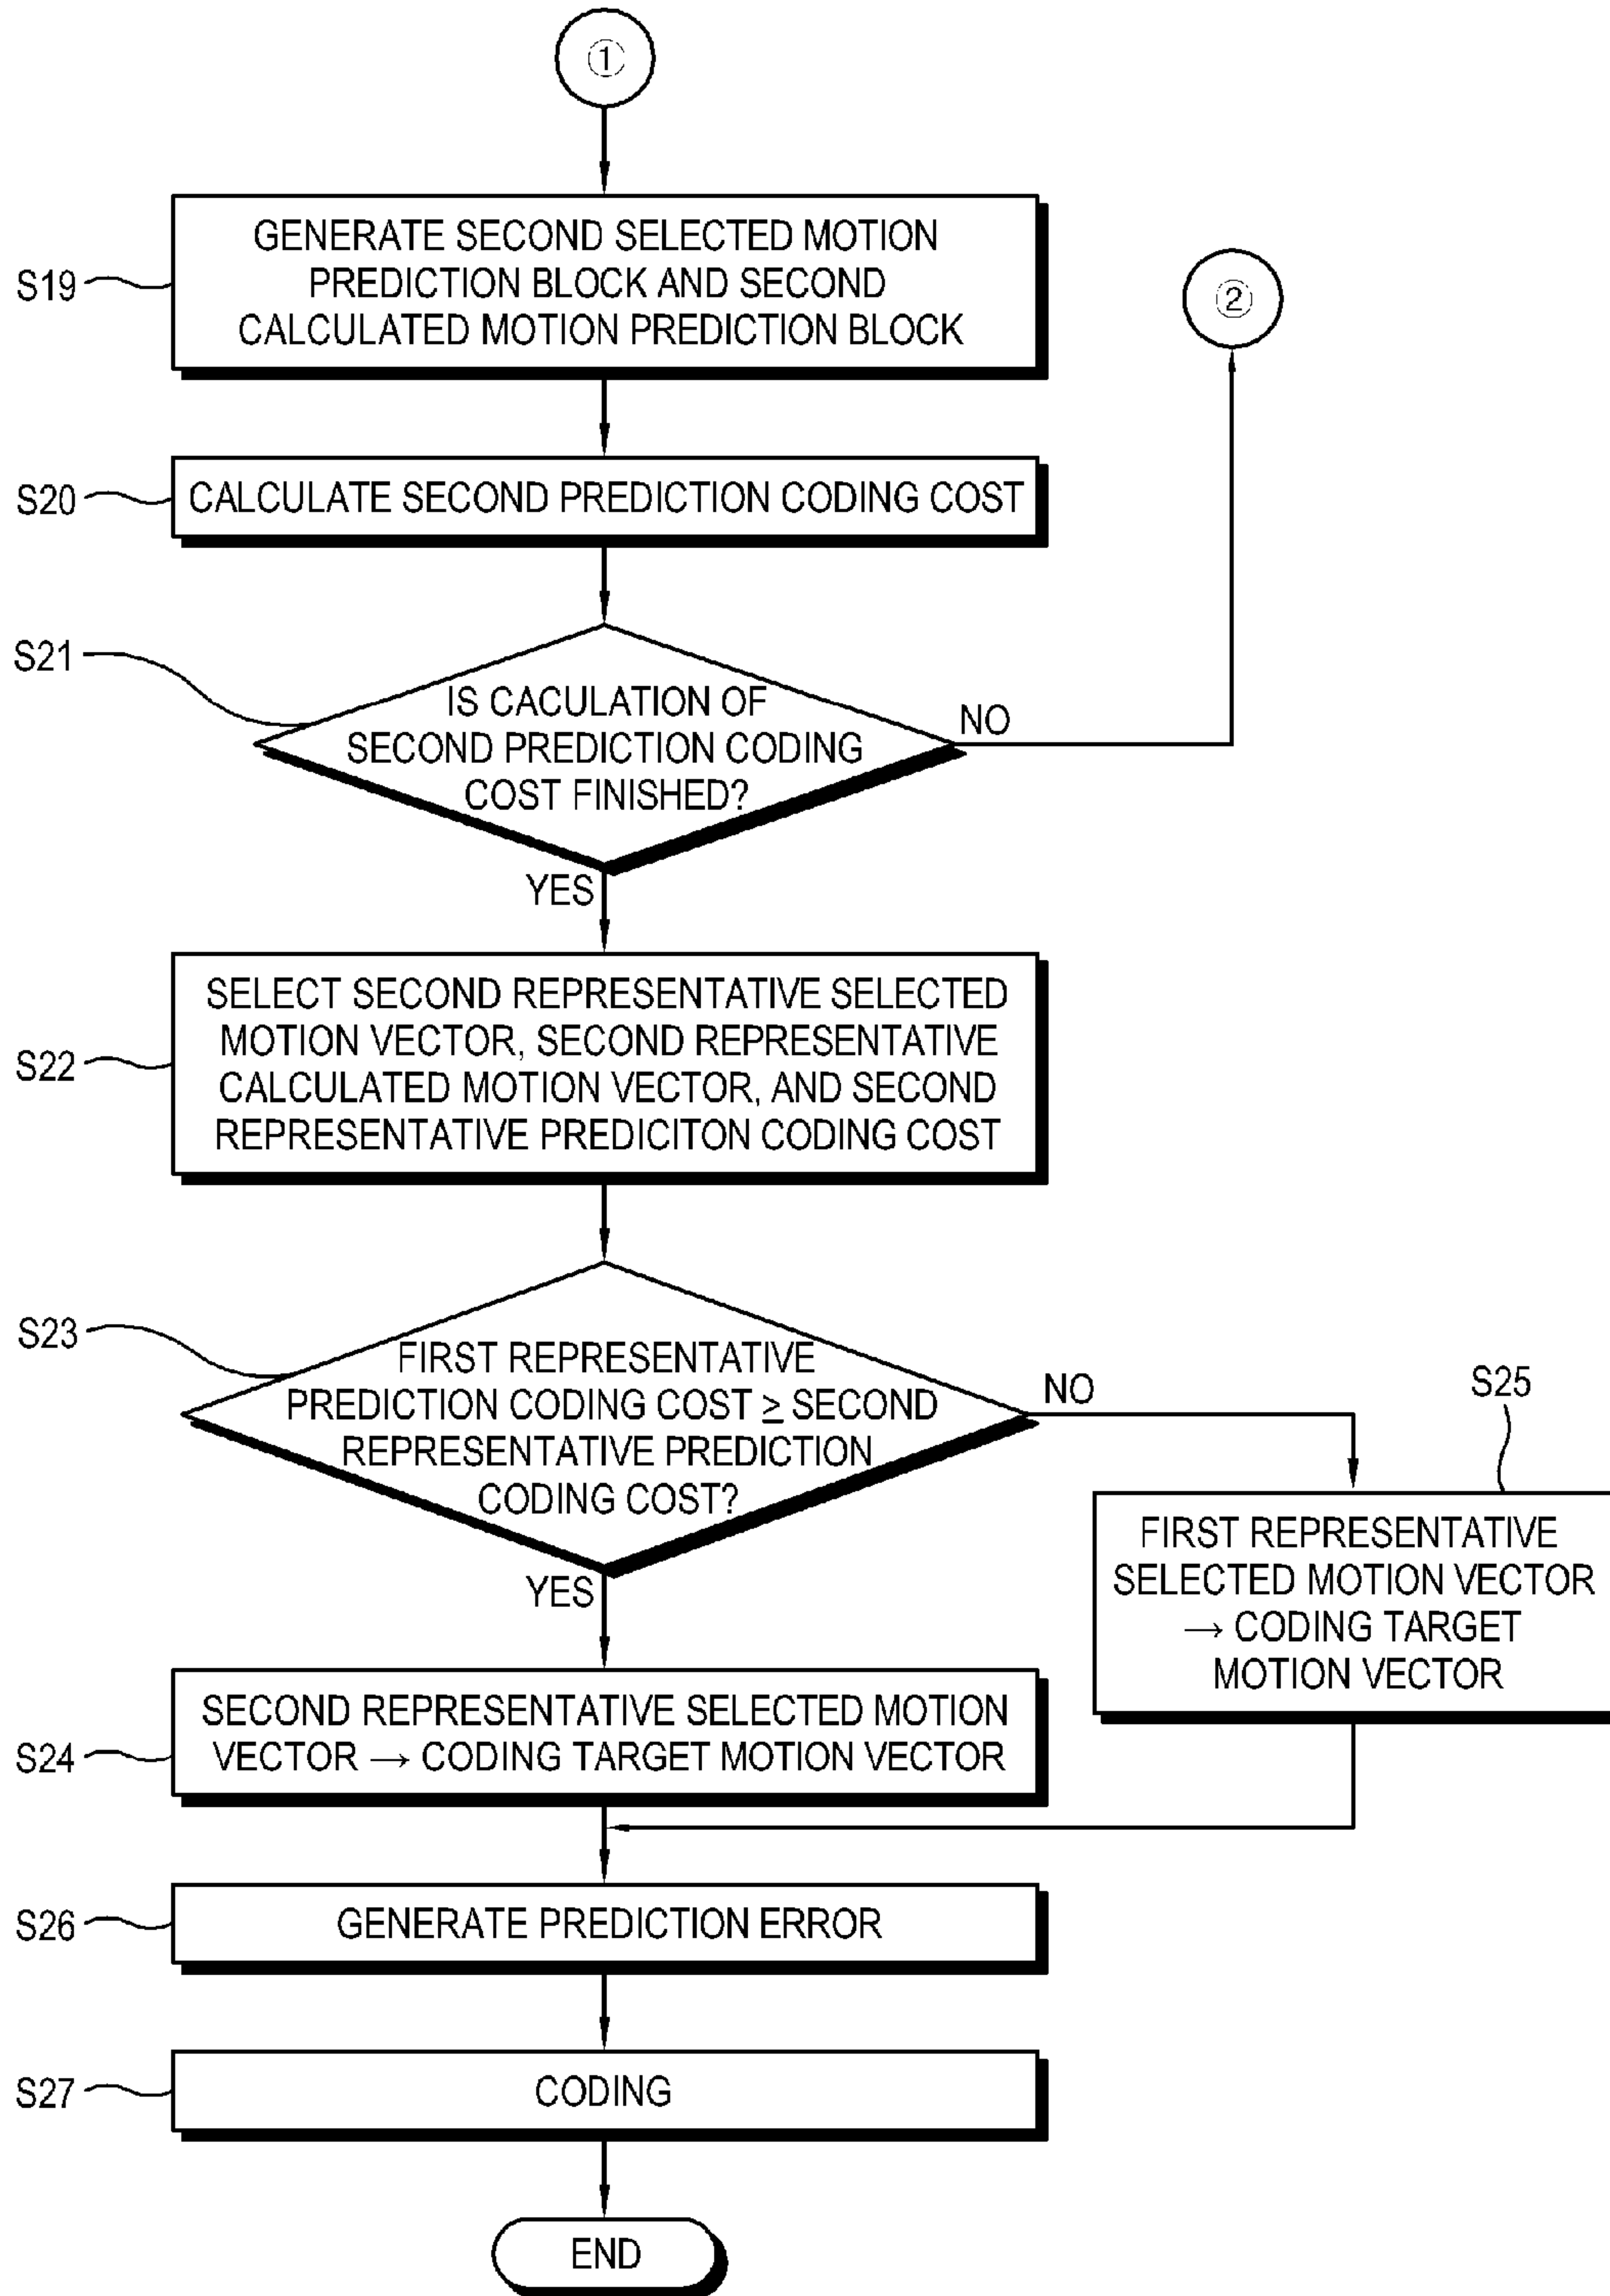 ①
S19
GENERATE SECOND SELECTED MOTION
PREDICTION BLOCK AND SECOND
CALCULATED MOTION PREDICTION BLOCK
②
S20
CALCULATE SECOND PREDICTION CODING COST
S21
IS CACULATION OF
SECOND PREDICTION CODING
COST FINISHED?
NO
YES
S22
SELECT SECOND REPRESENTATIVE SELECTED
MOTION VECTOR, SECOND REPRESENTATIVE
CALCULATED MOTION VECTOR, AND SECOND
REPRESENTATIVE PREDICITON CODING COST
S23
FIRST REPRESENTATIVE
PREDICTION CODING COST ≥ SECOND
REPRESENTATIVE PREDICTION
CODING COST?
NO
YES
S25
FIRST REPRESENTATIVE
SELECTED MOTION VECTOR
→ CODING TARGET
MOTION VECTOR
S24
SECOND REPRESENTATIVE SELECTED MOTION
VECTOR → CODING TARGET MOTION VECTOR
S26
GENERATE PREDICTION ERROR
S27
CODING
END